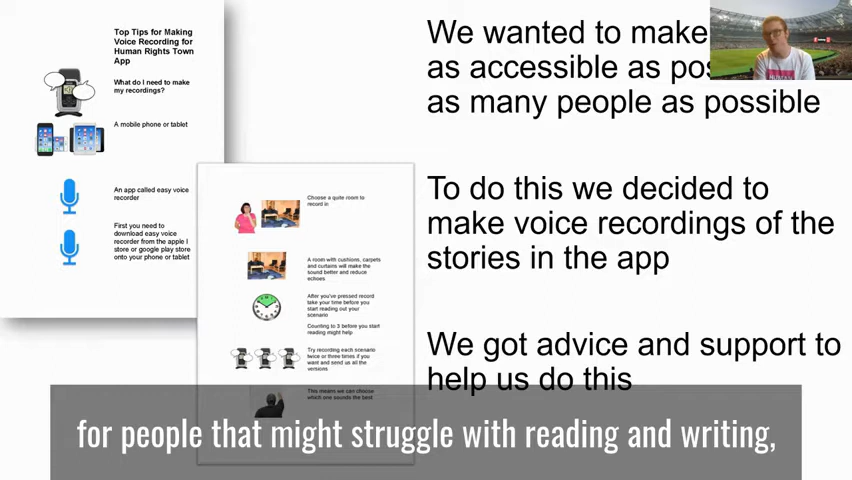 Top Tips for Making
Voice Recording for
Human Rights Town
App
What do I need to make
my recordings?
A mobile phone or tablet
An app called easy voice
recorder
First you need to
download easy voice
recorder from the apple I
store or google play store
onto your phone or tablet
Choose a quite room to
record in
A room with cushions, carpets
and curtains will make the
sound better and reduce
echoes
After you've pressed record
take your time before you
start reading out your
scenario
Counting to 3 before you start
reading might help
Try recording each scenario
twice or three times if you
want and send us all the
versions
This means we can choose
which one sounds the best
We wanted to make
as accessible as pos
as many people as possible
To do this we decided to
make voice recordings of the
stories in the app
We got advice and support to
help us do this
for people that might struggle with reading and writing,